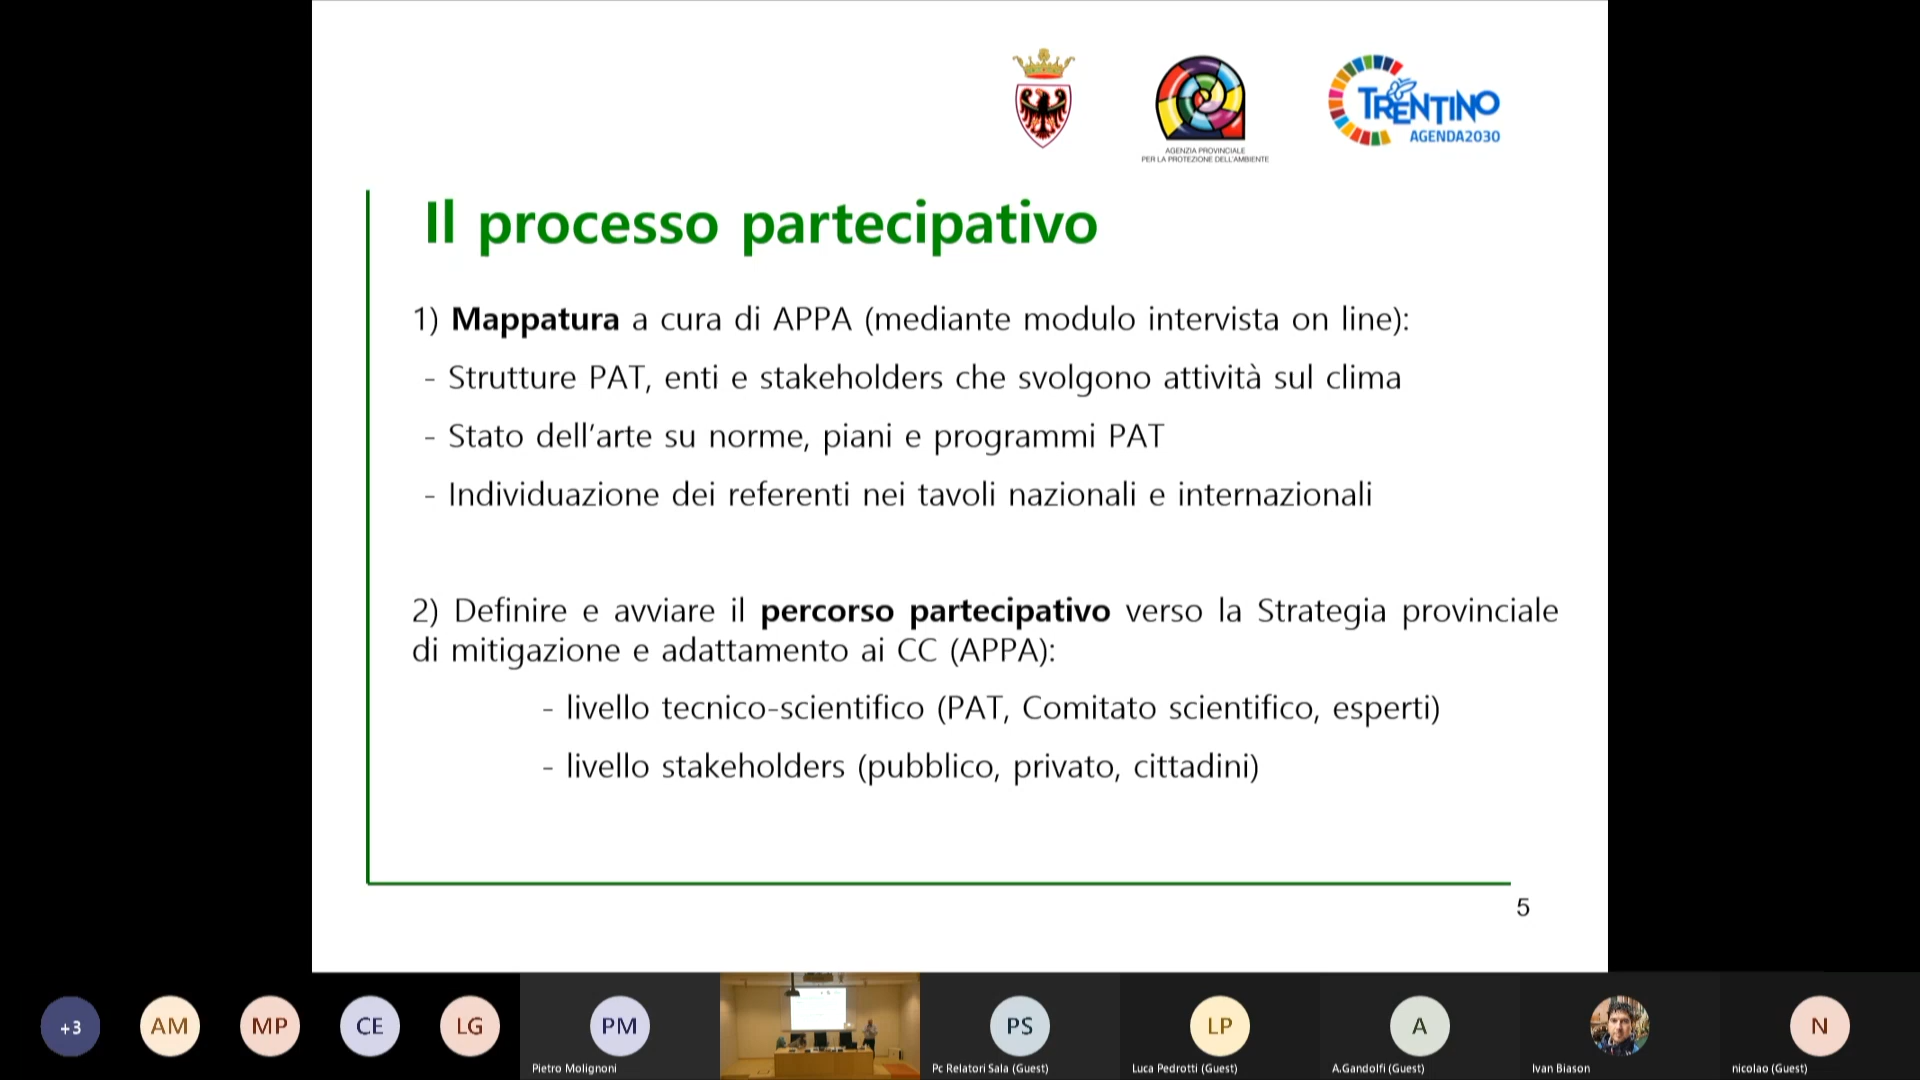 AGENZIA PROVINCIALE
PER LA PROTEZIONE DELL'AMBIENTE
TRENTINO
AGENDA2030
Il processo partecipativo
1) Mappatura a cura di APPA (mediante modulo intervista on line):
- Strutture PAT, enti e stakeholders che svolgono attività sul clima
- Stato dell'arte su norme, piani e programmi PAT
- Individuazione dei referenti nei tavoli nazionali e internazionali
2) Definire e avviare il percorso partecipativo verso la Strategia provinciale
di mitigazione e adattamento ai CC (APPA):
- livello tecnico-scientifico (PAT, Comitato scientifico, esperti)
- livello stakeholders (pubblico, privato, cittadini)
5
+3
AM
MP
CE
LG
PM
PS
LP
A
N
Pietro Molignoni
Pc Relatori Sala (Guest)
Luca Pedrotti (Guest)
A.Gandolfi (Guest)
Ivan Biason
nicolao (Guest)